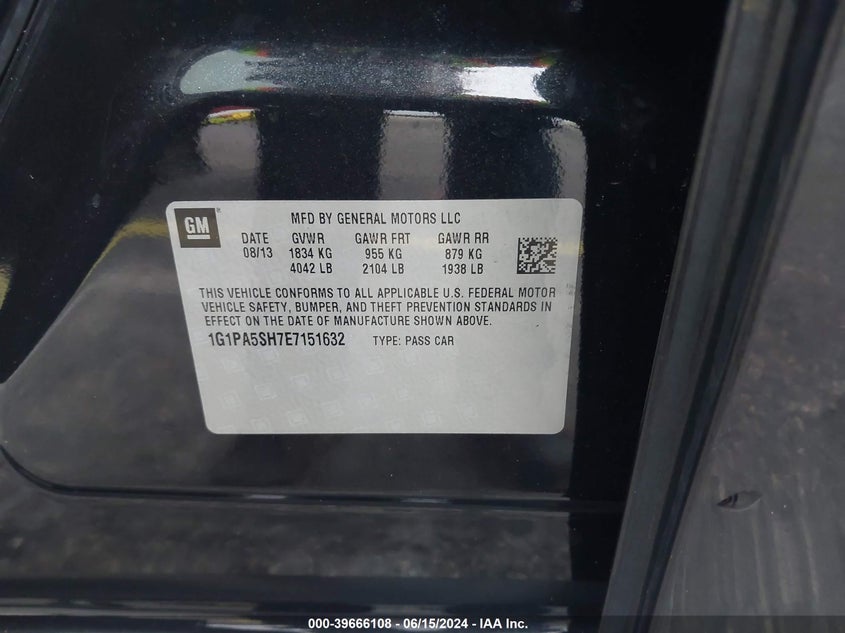 GM
MFD BY GENERAL MOTORS LLC
DATE GVWR GAWR FRT GAWR RR
08/13 1834 KG 955 KG 879 KG
4042 LB 2104 LB 1938 LB
THIS VEHICLE CONFORMS TO ALL APPLICABLE U.S. FEDERAL MOTOR
VEHICLE SAFETY, BUMPER, AND THEFT PREVENTION STANDARDS IN
EFFECT ON THE DATE OF MANUFACTURE SHOWN ABOVE.
1G1PA5SH7E7151632 TYPE: PASS CAR
000-39666108 - 06/15/2024 - IAA Inc.